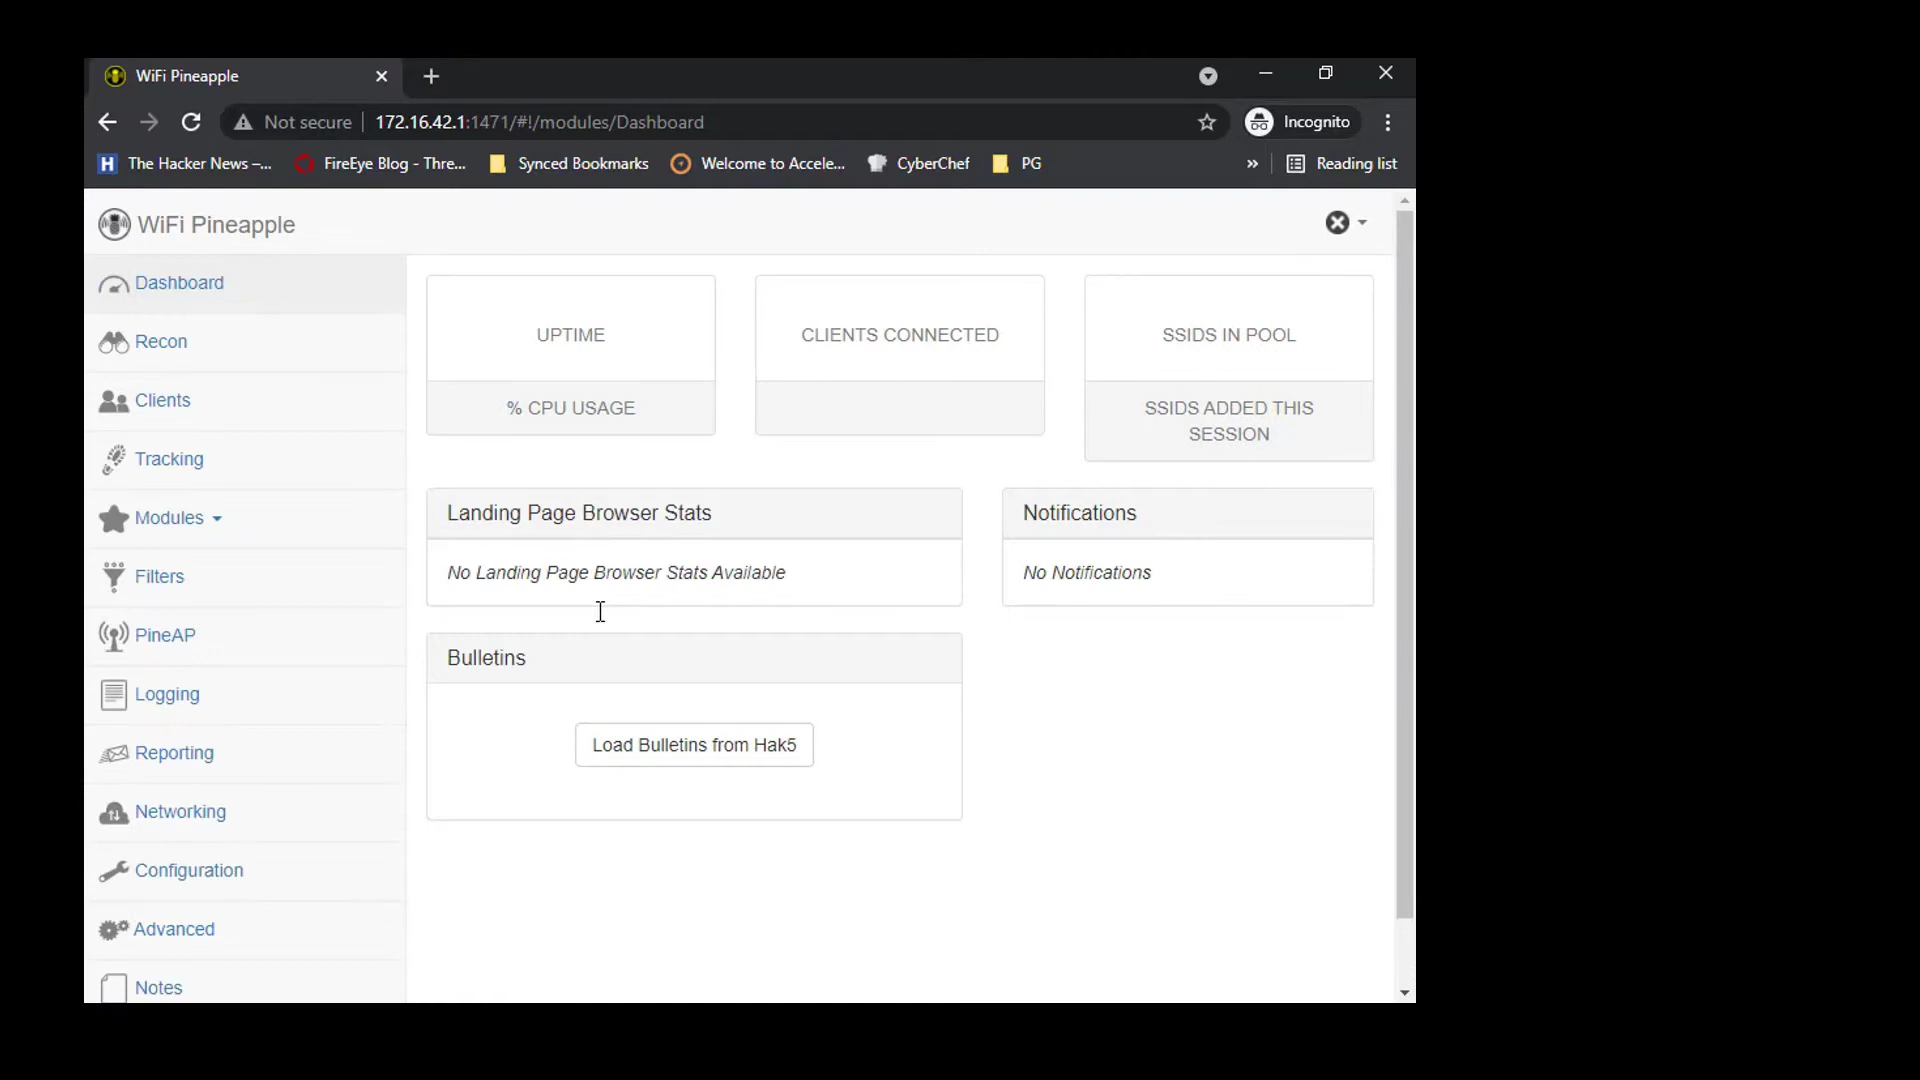 WiFi Pineapple
Not secure 172.16.42.1:1471/#!/modules/Dashboard
Incognito
The Hacker News –...
FireEye Blog - Thre...
Synced Bookmarks
Welcome to Accele...
CyberChef
PG
»
Reading list
WiFi Pineapple
Dashboard
Recon
Clients
Tracking
Modules
Filters
PineAP
Logging
Reporting
Networking
Configuration
Advanced
Notes
UPTIME
% CPU USAGE
CLIENTS CONNECTED
SSIDS IN POOL
SSIDS ADDED THIS
SESSION
Landing Page Browser Stats
No Landing Page Browser Stats Available
Notifications
No Notifications
Bulletins
Load Bulletins from Hak5